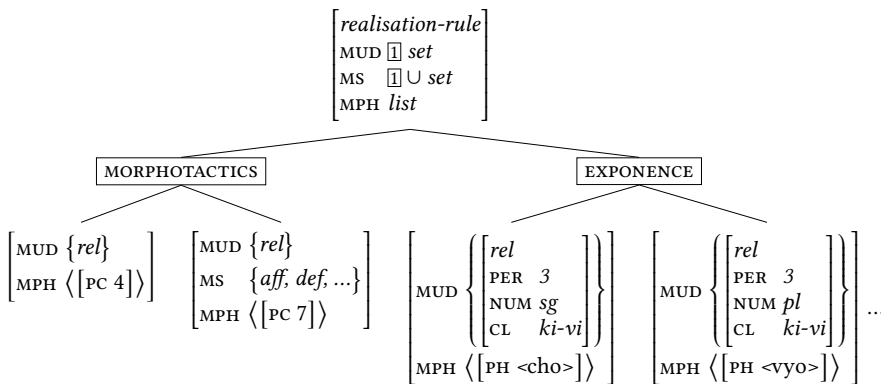 realisation-rule
MUD 1 set
MS 1 ∪ set
MPH list
MORPHOTACTICS
EXPONENCE
MUD {rel}
MPH ⟨[PC 4]⟩
MUD {rel}
MS {aff, def, ...}
MPH ⟨[PC 7]⟩
MUD
rel
PER 3
NUM sg
CL ki-vi
MPH ⟨[PH <cho>]⟩
MUD
rel
PER 3
NUM pl
CL ki-vi
MPH ⟨[PH <vyo>]⟩
...